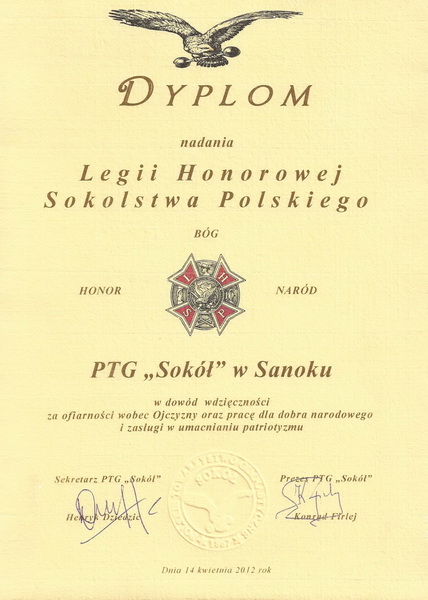 DYPLOM
nadania
Legii Honorowej
Sokolstwa Polskiego
BÓG
HONOR
NARÓD
L H
S P
PTG „Sokół” w Sanoku
w dowód wdzięczności
za ofiarności wobec Ojczyzny oraz pracę dla dobra narodowego
i zasługi w umacnianiu patriotyzmu
Sekretarz PTG „Sokół”
Prezes PTG „Sokół”
SOKÓŁ
Henryk Dziedzic
Konrad Firlej
Dnia 14 kwietnia 2012 rok